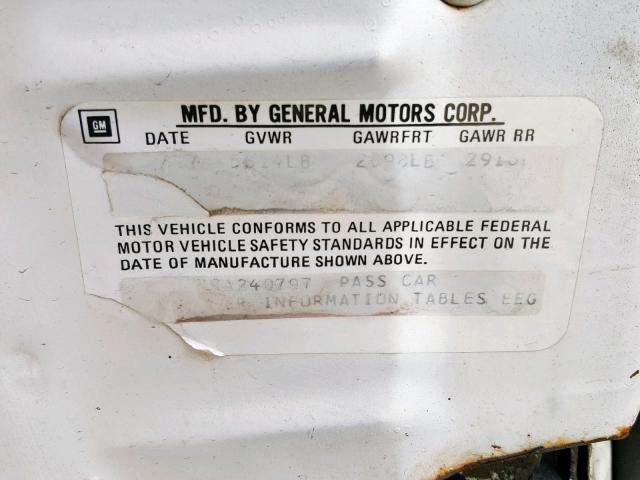 GM
MFD. BY GENERAL MOTORS CORP.
DATE GVWR GAWRFRT GAWR RR
THIS VEHICLE CONFORMS TO ALL APPLICABLE FEDERAL
MOTOR VEHICLE SAFETY STANDARDS IN EFFECT ON THE
DATE OF MANUFACTURE SHOWN ABOVE.
PASS CAR
INFORMATION TABLES EEG